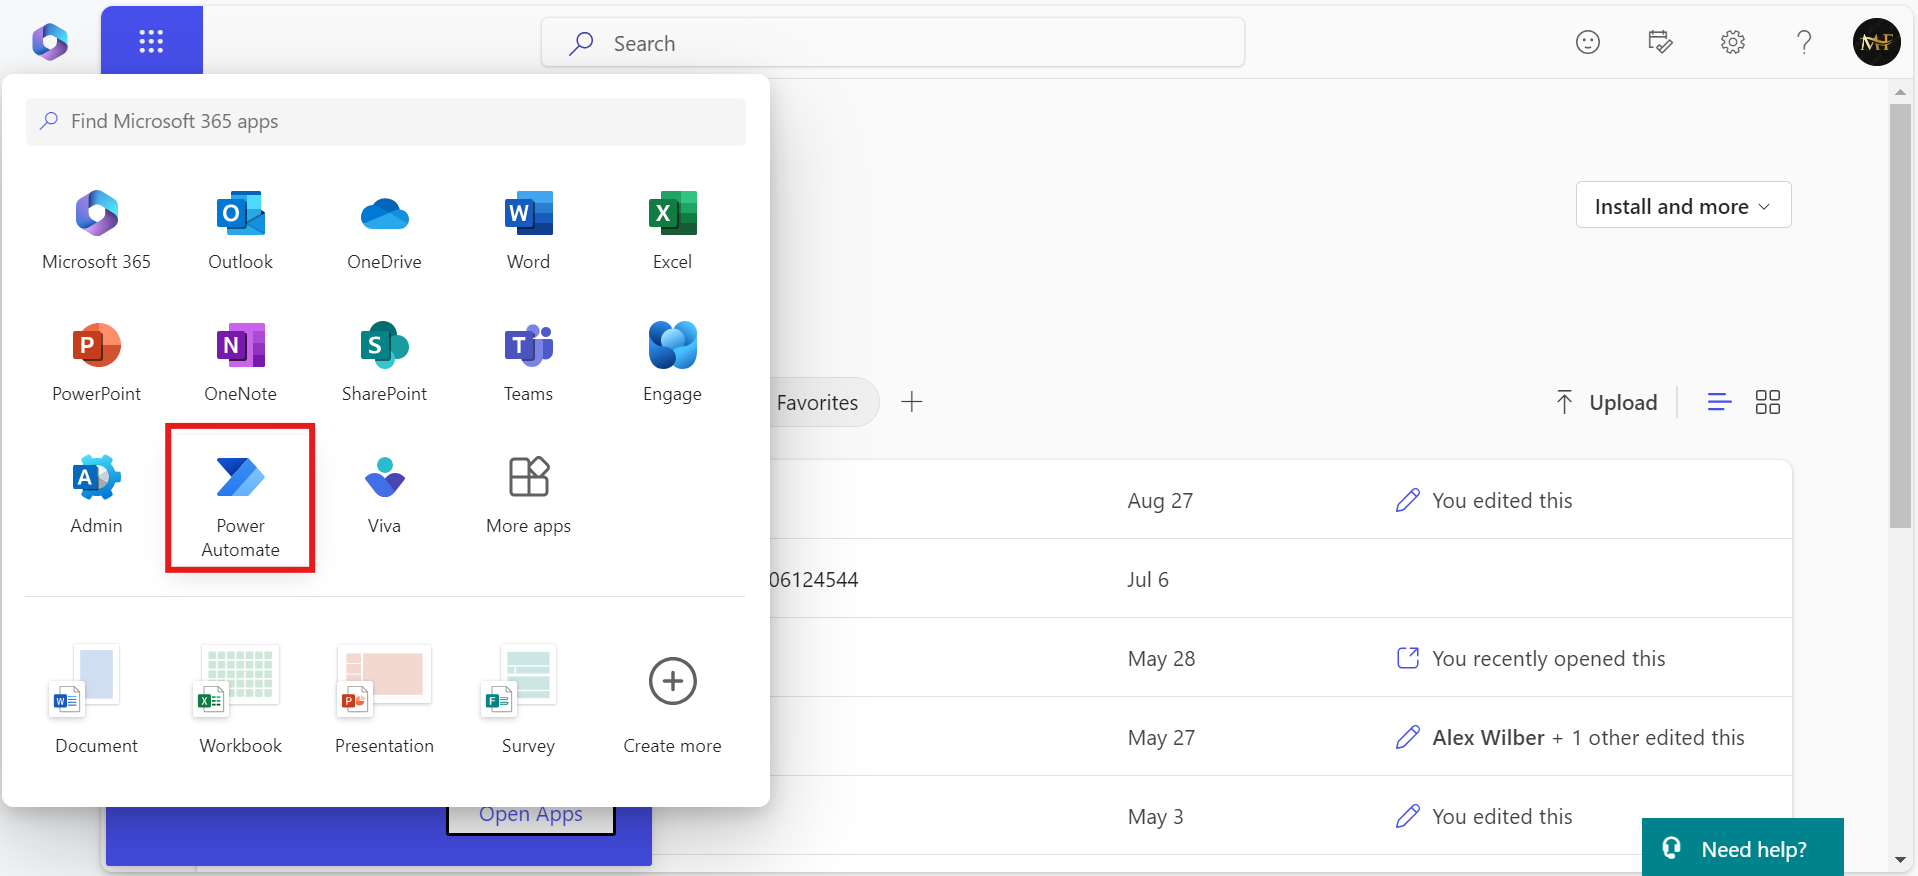 Search
MF
Find Microsoft 365 apps
Install and more
Microsoft 365
Outlook
OneDrive
Word
Excel
PowerPoint
OneNote
SharePoint
Teams
Engage
Favorites
Upload
Admin
Power
Automate
Viva
More apps
Aug 27
You edited this
06124544
Jul 6
May 28
You recently opened this
Document
Workbook
Presentation
Survey
Create more
May 27
Alex Wilber + 1 other edited this
Open Apps
May 3
You edited this
Need help?